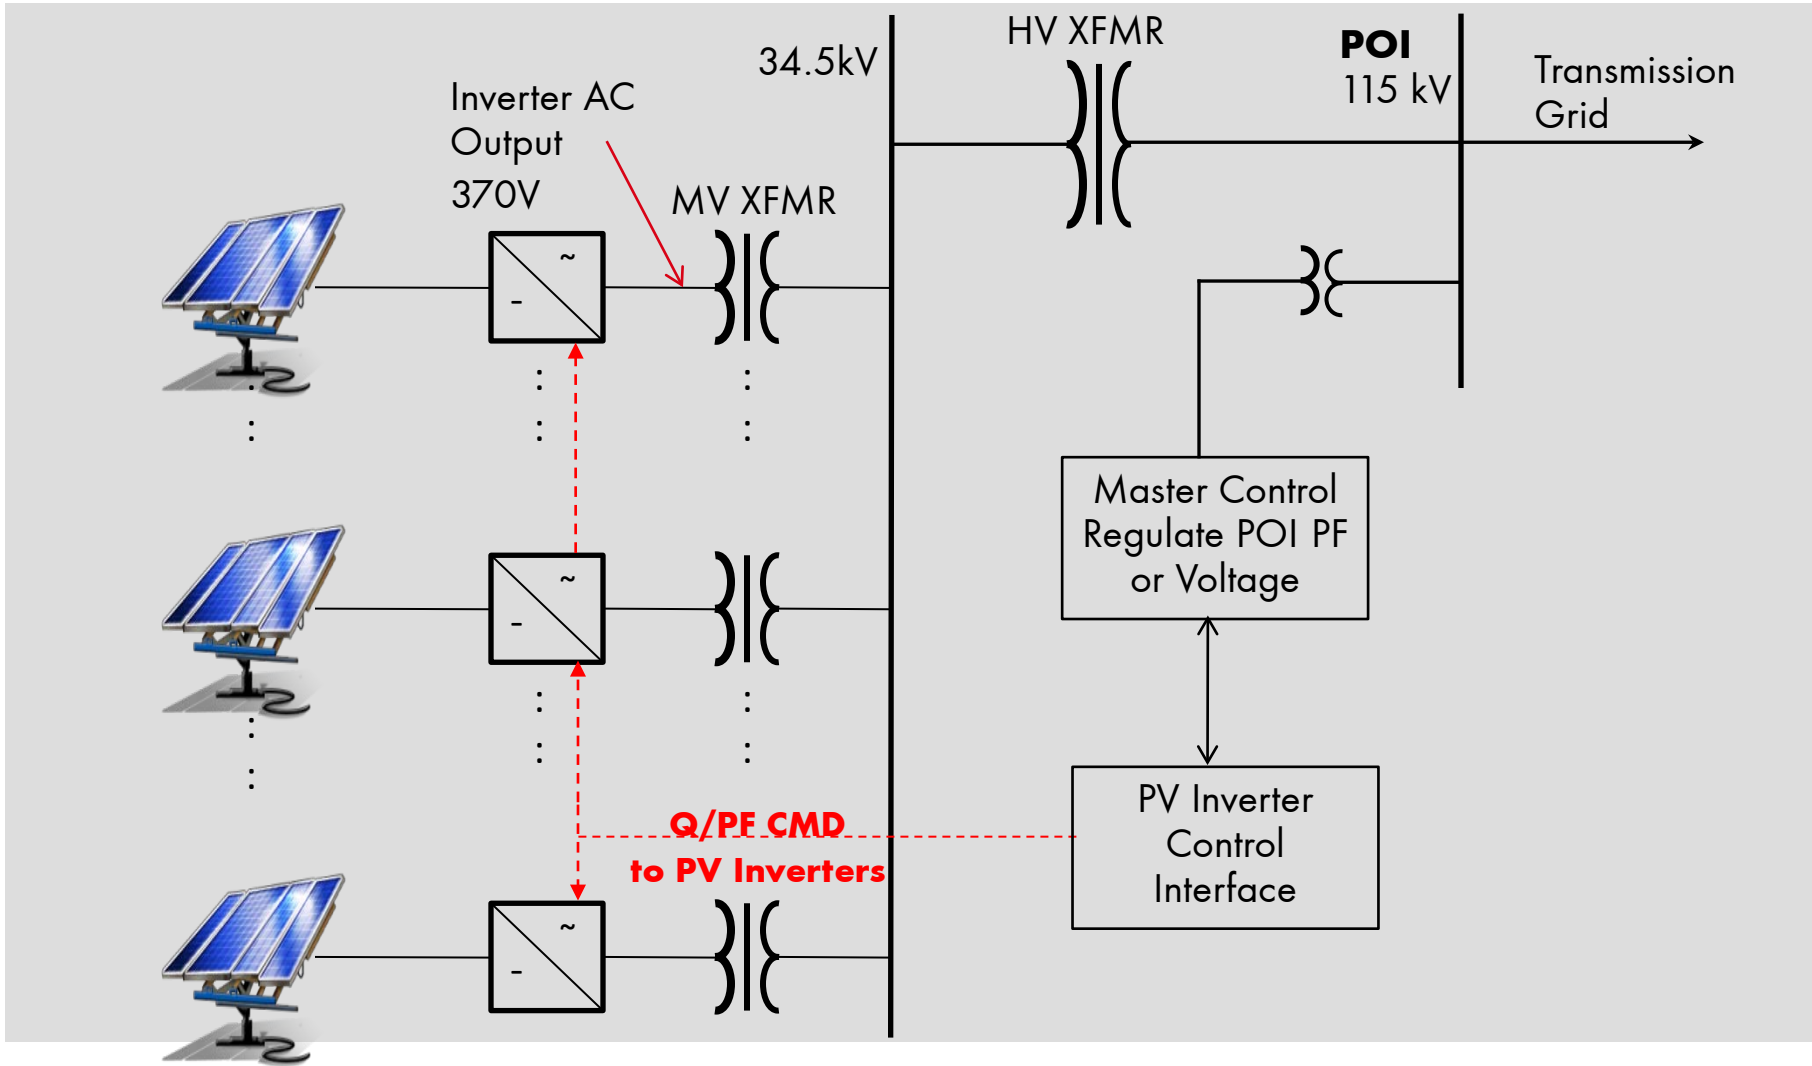 34.5kV
HV XFMR
POI
115 kV
Transmission
Grid
Inverter AC
Output
370V
MV XFMR
~
-
~
-
~
-
Master Control
Regulate POI PF
or Voltage
PV Inverter
Control
Interface
Q/PF CMD
to PV Inverters